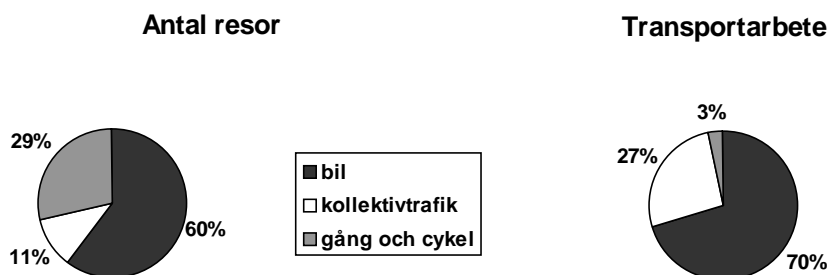 Antal resor
29%
11%
60%
bil
kollektivtrafik
gång och cykel
Transportarbete
3%
27%
70%